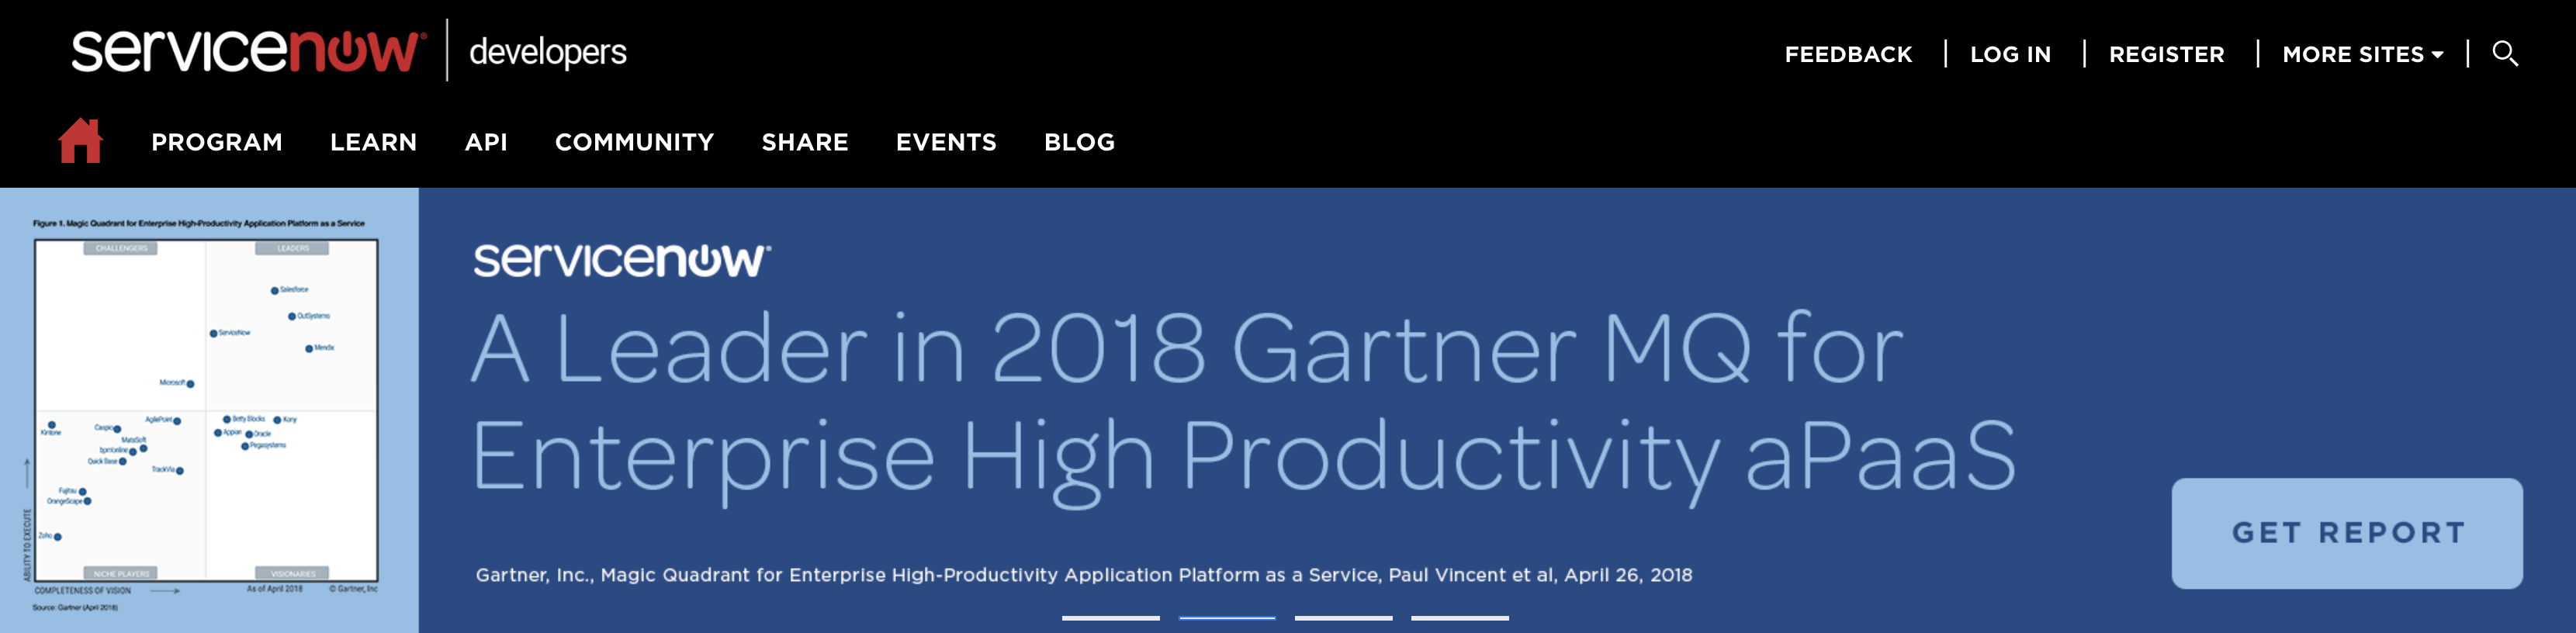 servicenow | developers
FEEDBACK | LOG IN | REGISTER | MORE SITES |
PROGRAM LEARN API COMMUNITY SHARE EVENTS BLOG
Figure 1. Magic Quadrant for Enterprise High-Productivity Application Platform as a Service
CHALLENGERS LEADERS
Salesforce
OutSystems
ServiceNow
Mendix
Microsoft
AgilePoint
Betty Blocks
Kony
Kintone
Caspio
Appian
Oracle
MatsSoft
Pegasystems
bpm'online
Quick Base
TrackVia
Fujitsu
OrangeScape
Zoho
NICHE PLAYERS VISIONARIES
ABILITY TO EXECUTE
COMPLETENESS OF VISION
As of April 2018 © Gartner, Inc
Source: Gartner (April 2018)
servicenow
A Leader in 2018 Gartner MQ for
Enterprise High Productivity aPaaS
GET REPORT
Gartner, Inc., Magic Quadrant for Enterprise High-Productivity Application Platform as a Service, Paul Vincent et al, April 26, 2018